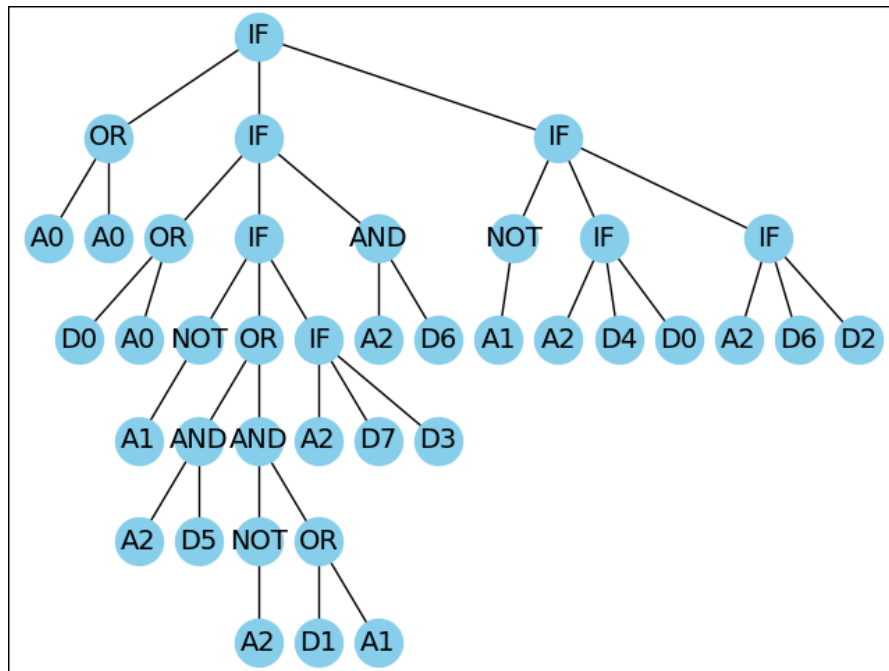 IF
OR IF IF
A0 A0 OR IF AND NOT IF IF
D0 A0 NOT OR IF A2 D6 A1 A2 D4 D0 A2 D6 D2
A1 AND AND A2 D7 D3
A2 D5 NOT OR
A2 D1 A1